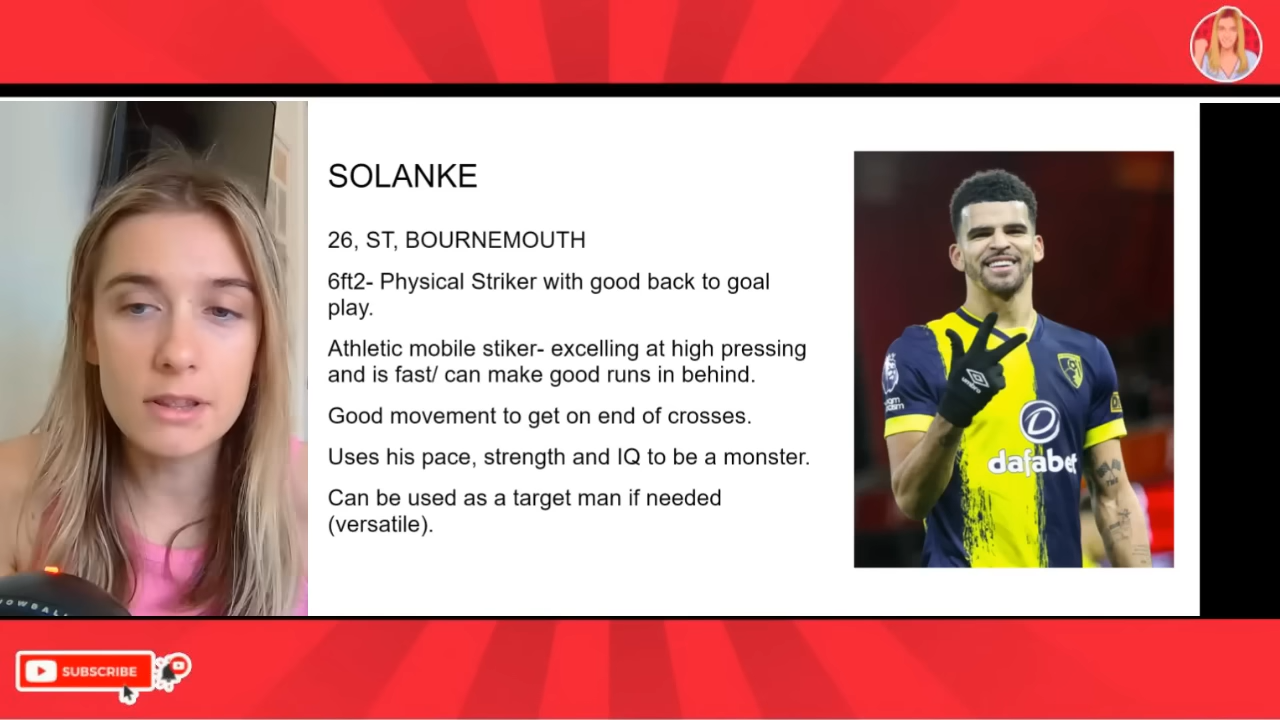 SOLANKE
26, ST, BOURNEMOUTH
6ft2- Physical Striker with good back to goal
play.
Athletic mobile stiker- excelling at high pressing
and is fast/ can make good runs in behind.
Good movement to get on end of crosses.
Uses his pace, strength and IQ to be a monster.
Can be used as a target man if needed
(versatile).
umbro
dafabet
SUBSCRIBE